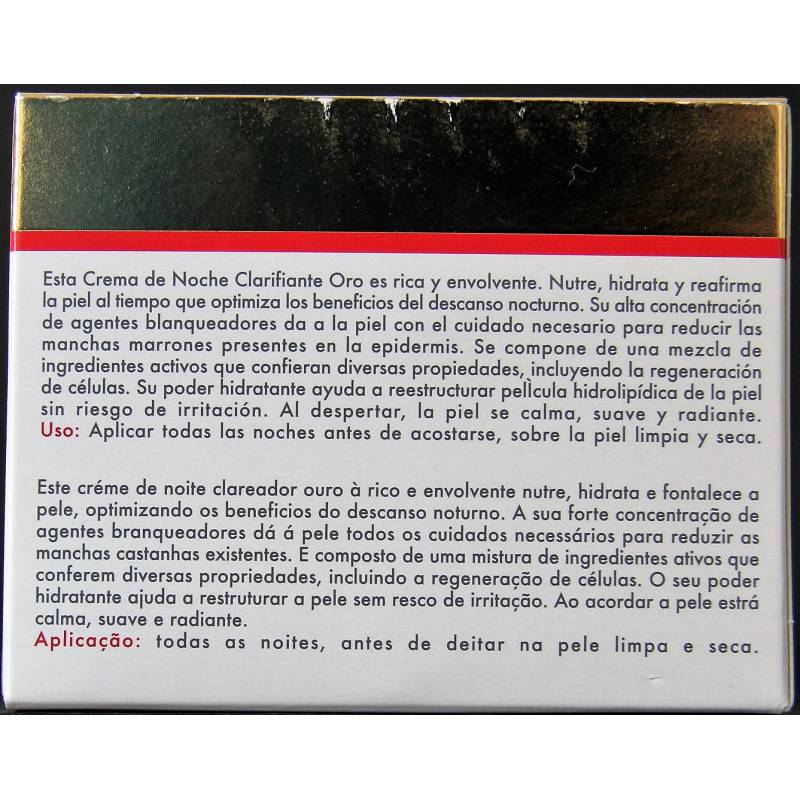 Esta Crema de Noche Clarifiante Oro es rica y envolvente. Nutre, hidrata y reafirma
la piel al tiempo que optimiza los beneficios del descanso nocturno. Su alta concentración
de agentes blanqueadores da a la piel con el cuidado necesario para reducir las
manchas marrones presentes en la epidermis. Se compone de una mezcla de
ingredientes activos que confieran diversas propiedades, incluyendo la regeneración
de células. Su poder hidratante ayuda a reestructurar película hidrolipídica de la piel
sin riesgo de irritación. Al despertar, la piel se calma, suave y radiante.
Uso: Aplicar todas las noches antes de acostarse, sobre la piel limpia y seca.
Este créme de noite clareador ouro à rico e envolvente nutre, hidrata e fontalece a
pele, optimizando os beneficios do descanso noturno. A sua forte concentração de
agentes branqueadores dá á pele todos os cuidados necessários para reduzir as
manchas castanhas existentes. E composto de uma mistura de ingredientes ativos que
conferem diversas propriedades, incluindo a regeneração de células. O seu poder
hidratante ajuda a restruturar a pele sem resco de irritação. Ao acordar a pele estrá
calma, suave e radiante.
Aplicação: todas as noites, antes de deitar na pele limpa e seca.